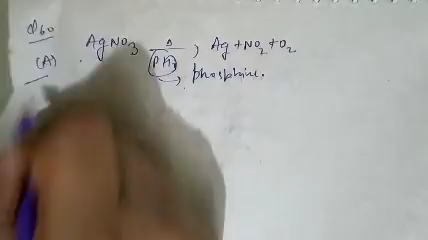 Q60
(A) . AgNO3 Δ , Ag + NO2 + O2
PH3 → phosphine.